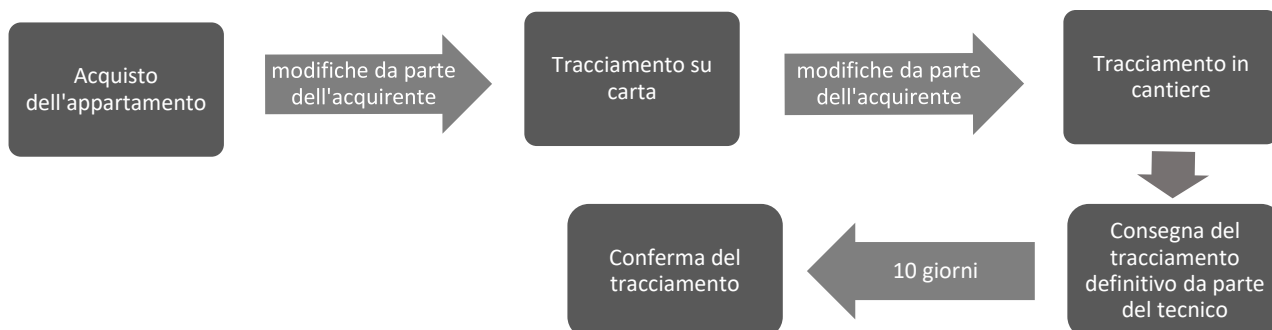 Acquisto
dell'appartamento
modifiche da parte
dell'acquirente
Tracciamento su
carta
modifiche da parte
dell'acquirente
Tracciamento in
cantiere
Consegna del
tracciamento
definitivo da parte
del tecnico
10 giorni
Conferma del
tracciamento